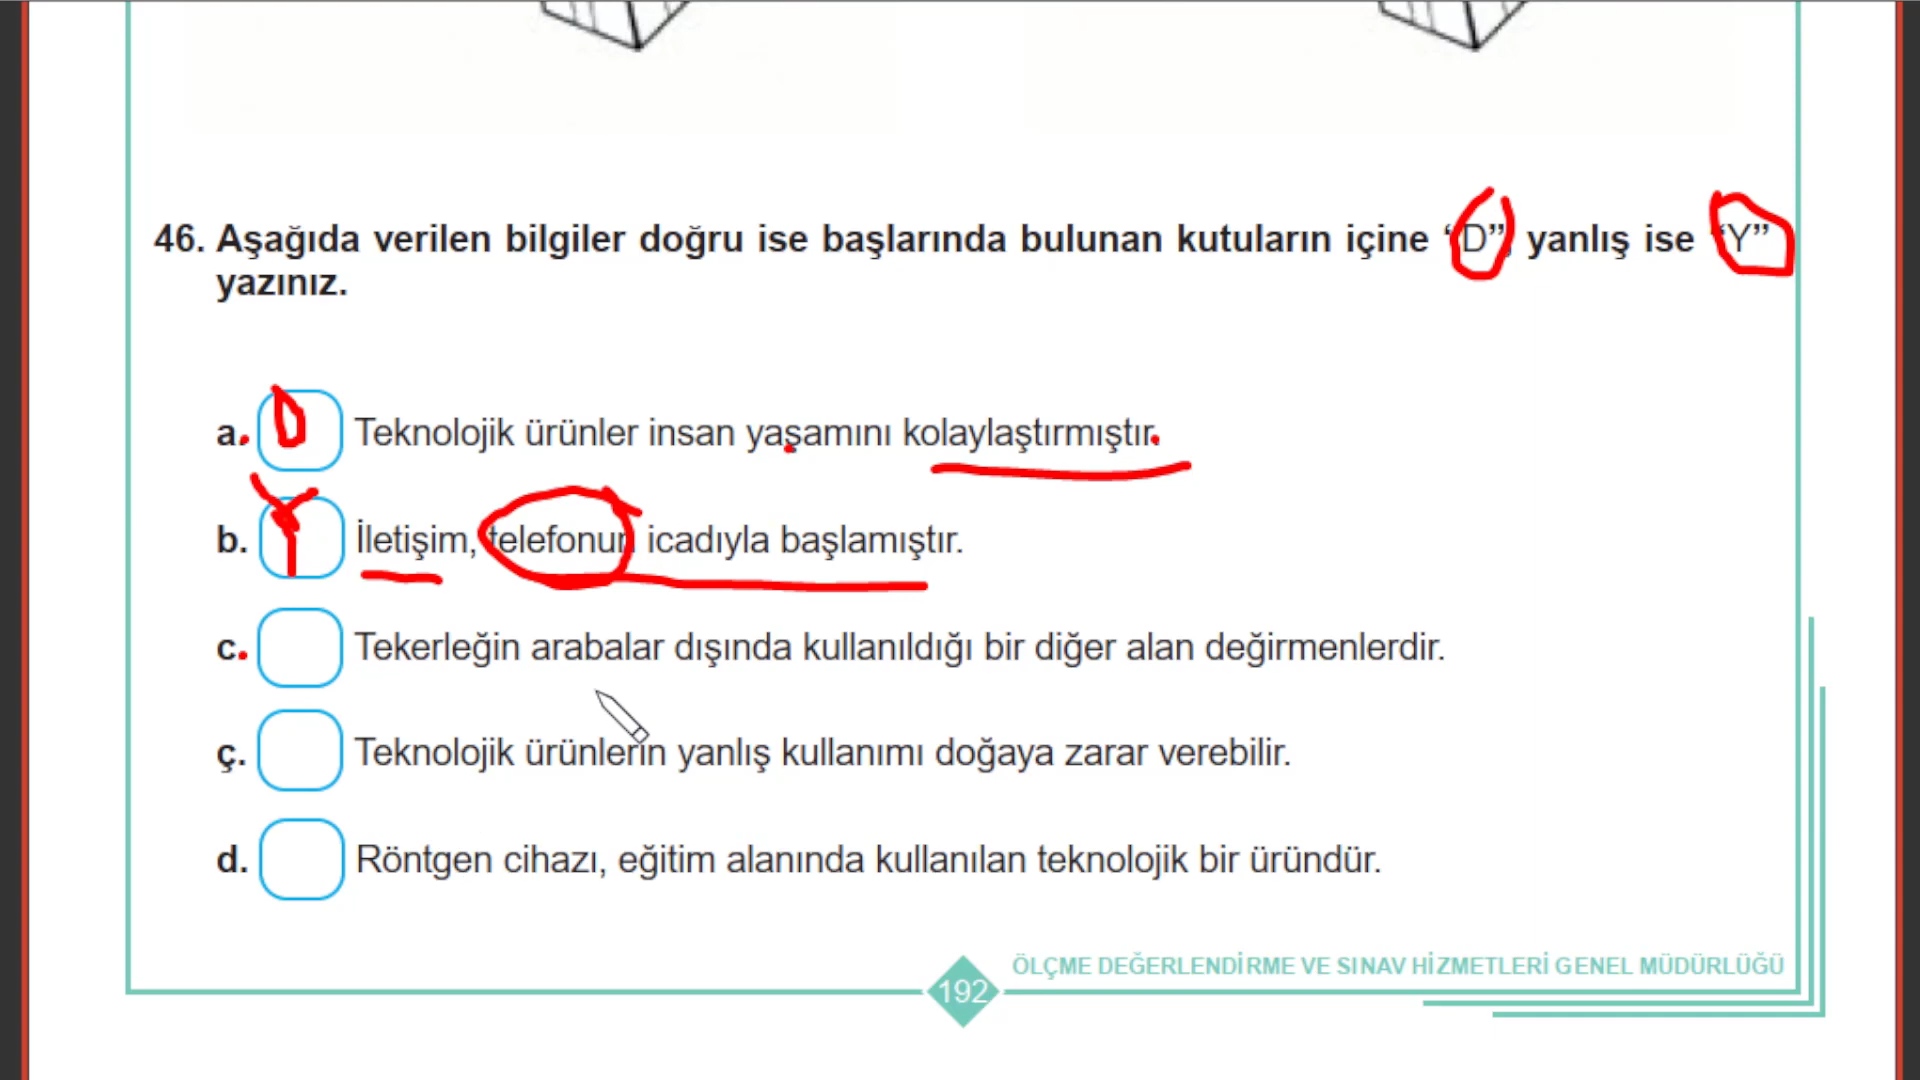 46. Aşağıda verilen bilgiler doğru ise başlarında bulunan kutuların içine “D”, yanlış ise “Y”
yazınız.
a. D Teknolojik ürünler insan yaşamını kolaylaştırmıştır.
b. Y İletişim, telefonun icadıyla başlamıştır.
c. Tekerleğin arabalar dışında kullanıldığı bir diğer alan değirmenlerdir.
ç. Teknolojik ürünlerin yanlış kullanımı doğaya zarar verebilir.
d. Röntgen cihazı, eğitim alanında kullanılan teknolojik bir üründür.
ÖLÇME DEĞERLENDİRME VE SINAV HİZMETLERİ GENEL MÜDÜRLÜĞÜ
192